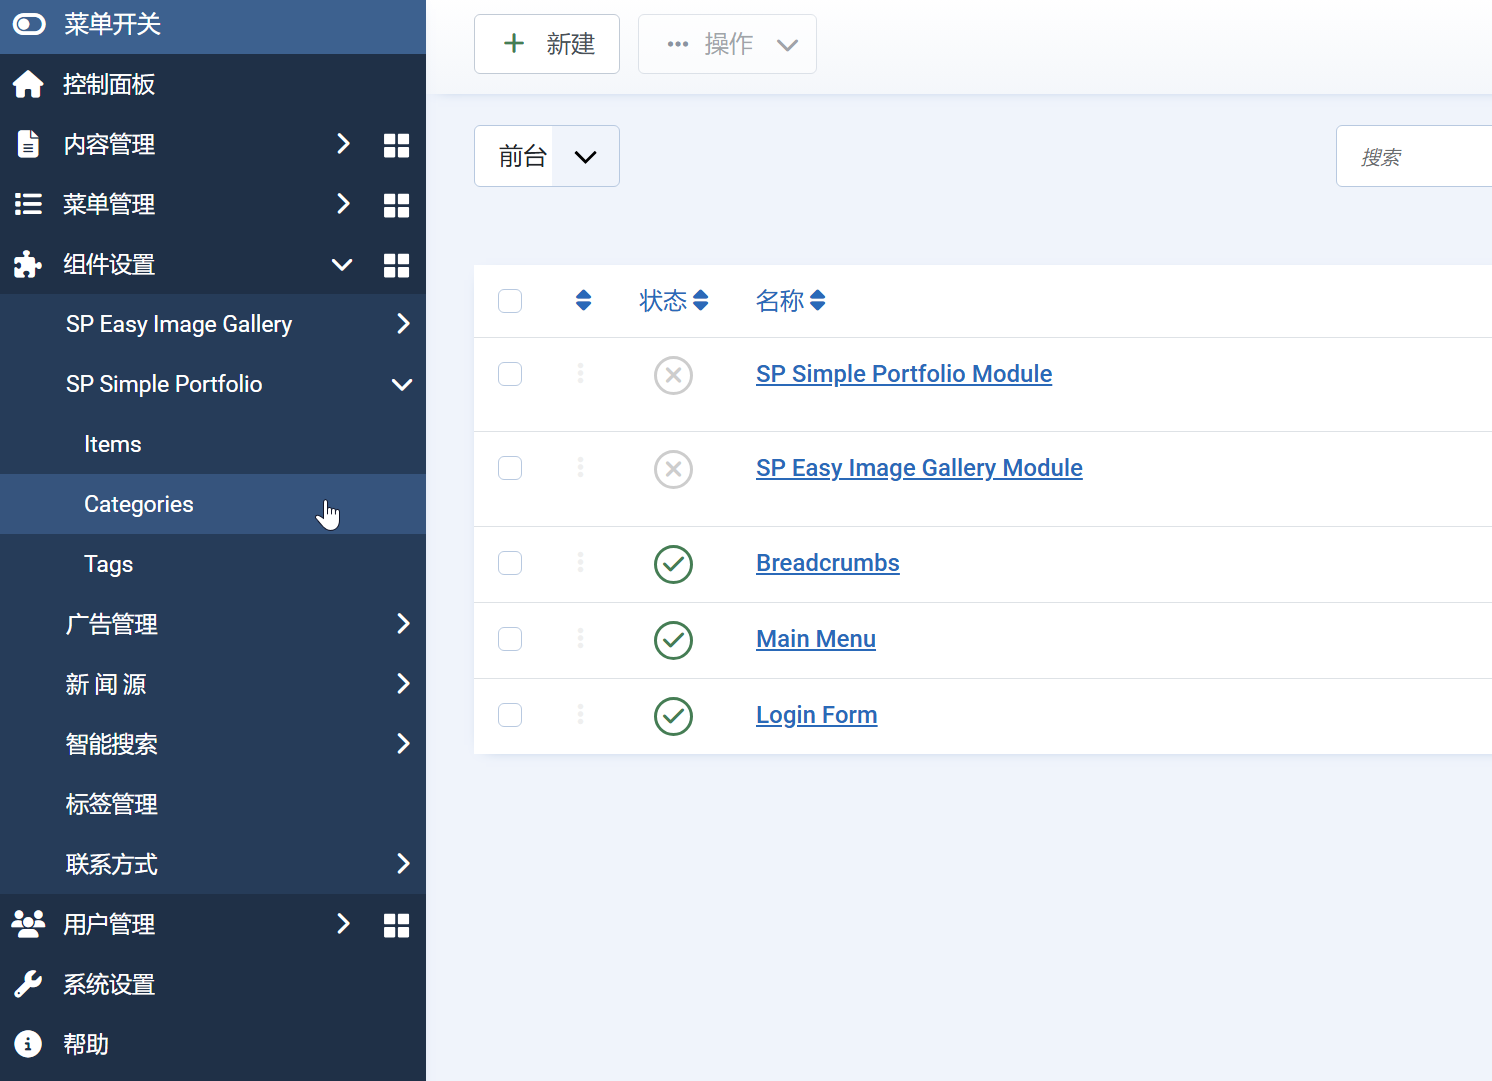 菜单开关
控制面板
内容管理
菜单管理
组件设置
SP Easy Image Gallery
SP Simple Portfolio
Items
Categories
Tags
广告管理
新 闻 源
智能搜索
标签管理
联系方式
用户管理
系统设置
帮助
新建
操作
前台
搜索
状态 名称
SP Simple Portfolio Module
SP Easy Image Gallery Module
Breadcrumbs
Main Menu
Login Form